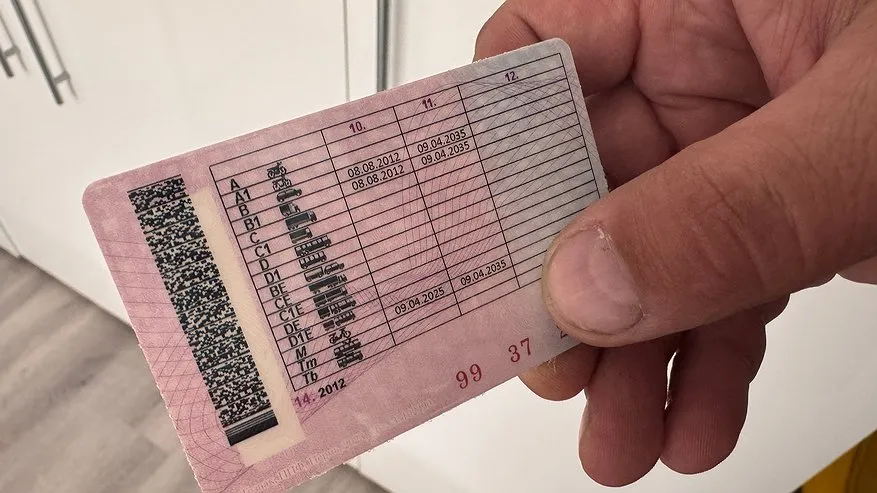 10. 11. 12.
A
A1
B 08.08.2012 09.04.2035
B1 08.08.2012 09.04.2035
C
C1
D
D1
BE
CE
C1E
DE
D1E
M 09.04.2025 09.04.2035
Tm
Tb
14. 2012
99 37